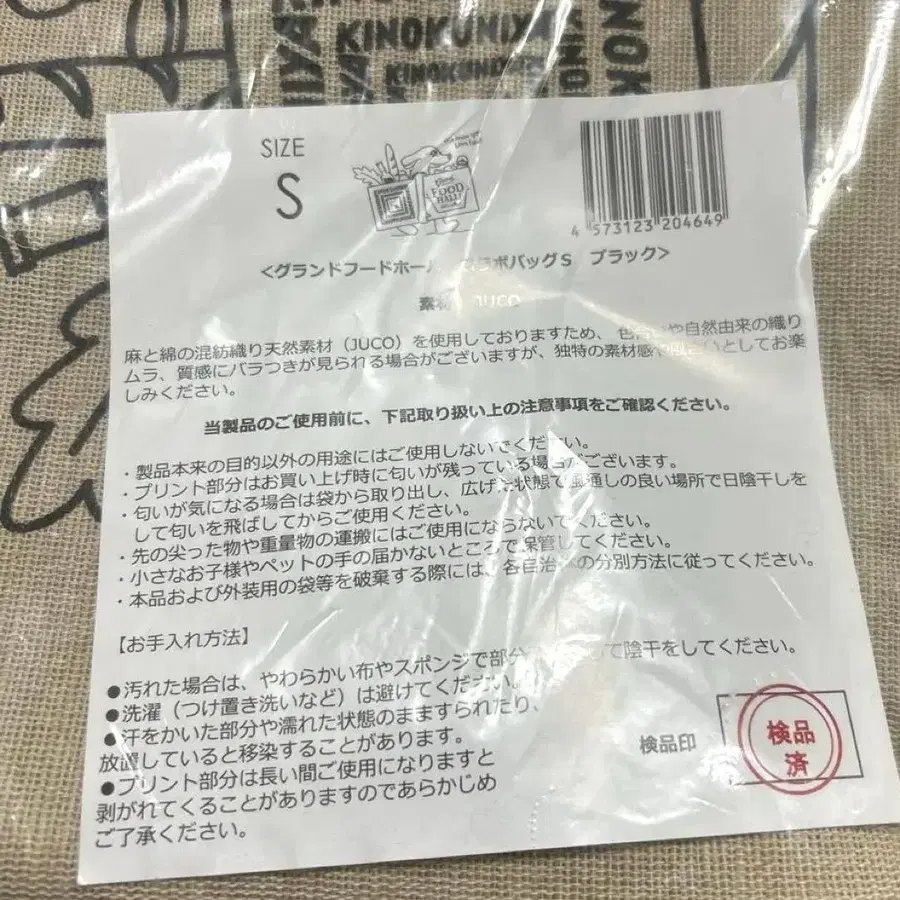 KINOKUNIYA
KINOKUNIYA
SIZE
S
FOOD
HALL
4 573123 204649
<グランドフードホール コラボバッグS ブラック>
素材 JUCO
麻と綿の混紡織り天然素材（JUCO）を使用しておりますため、色合いや自然由来の織り
ムラ、質感にバラつきが見られる場合がございますが、独特の素材感や風合いとしてお楽
しみください。
当製品のご使用前に、下記取り扱い上の注意事項をご確認ください。
・製品本来の目的以外の用途にはご使用しないでください。
・プリント部分はお買い上げ時に匂いが残っている場合がございます。
・匂いが気になる場合は袋から取り出し、広げた状態で風通しの良い場所で日陰干しを
して匂いを飛ばしてからご使用ください。
・先の尖った物や重量物の運搬にはご使用にならないでください。
・小さなお子様やペットの手の届かないところで保管してください。
・本品および外装用の袋等を破棄する際には、各自治体の分別方法に従ってください。
【お手入れ方法】
●汚れた場合は、やわらかい布やスポンジで部分 て陰干をしてください。
●洗濯（つけ置き洗いなど）は避けてください。
●汗をかいた部分や濡れた状態のまますられたり、
放置していると移染することがあります。
●プリント部分は長い間ご使用になりますと
剥がれてくることがありますのであらかじめ
ご了承ください。
検品印
検品
済